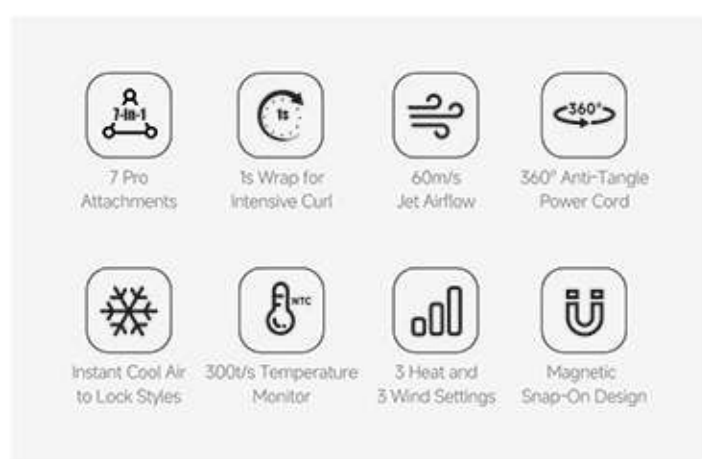 7-in-1
1s
360°
7 Pro
Attachments
1s Wrap for
Intensive Curl
60m/s
Jet Airflow
360° Anti-Tangle
Power Cord
NTC
Instant Cool Air
to Lock Styles
300t/s Temperature
Monitor
3 Heat and
3 Wind Settings
Magnetic
Snap-On Design